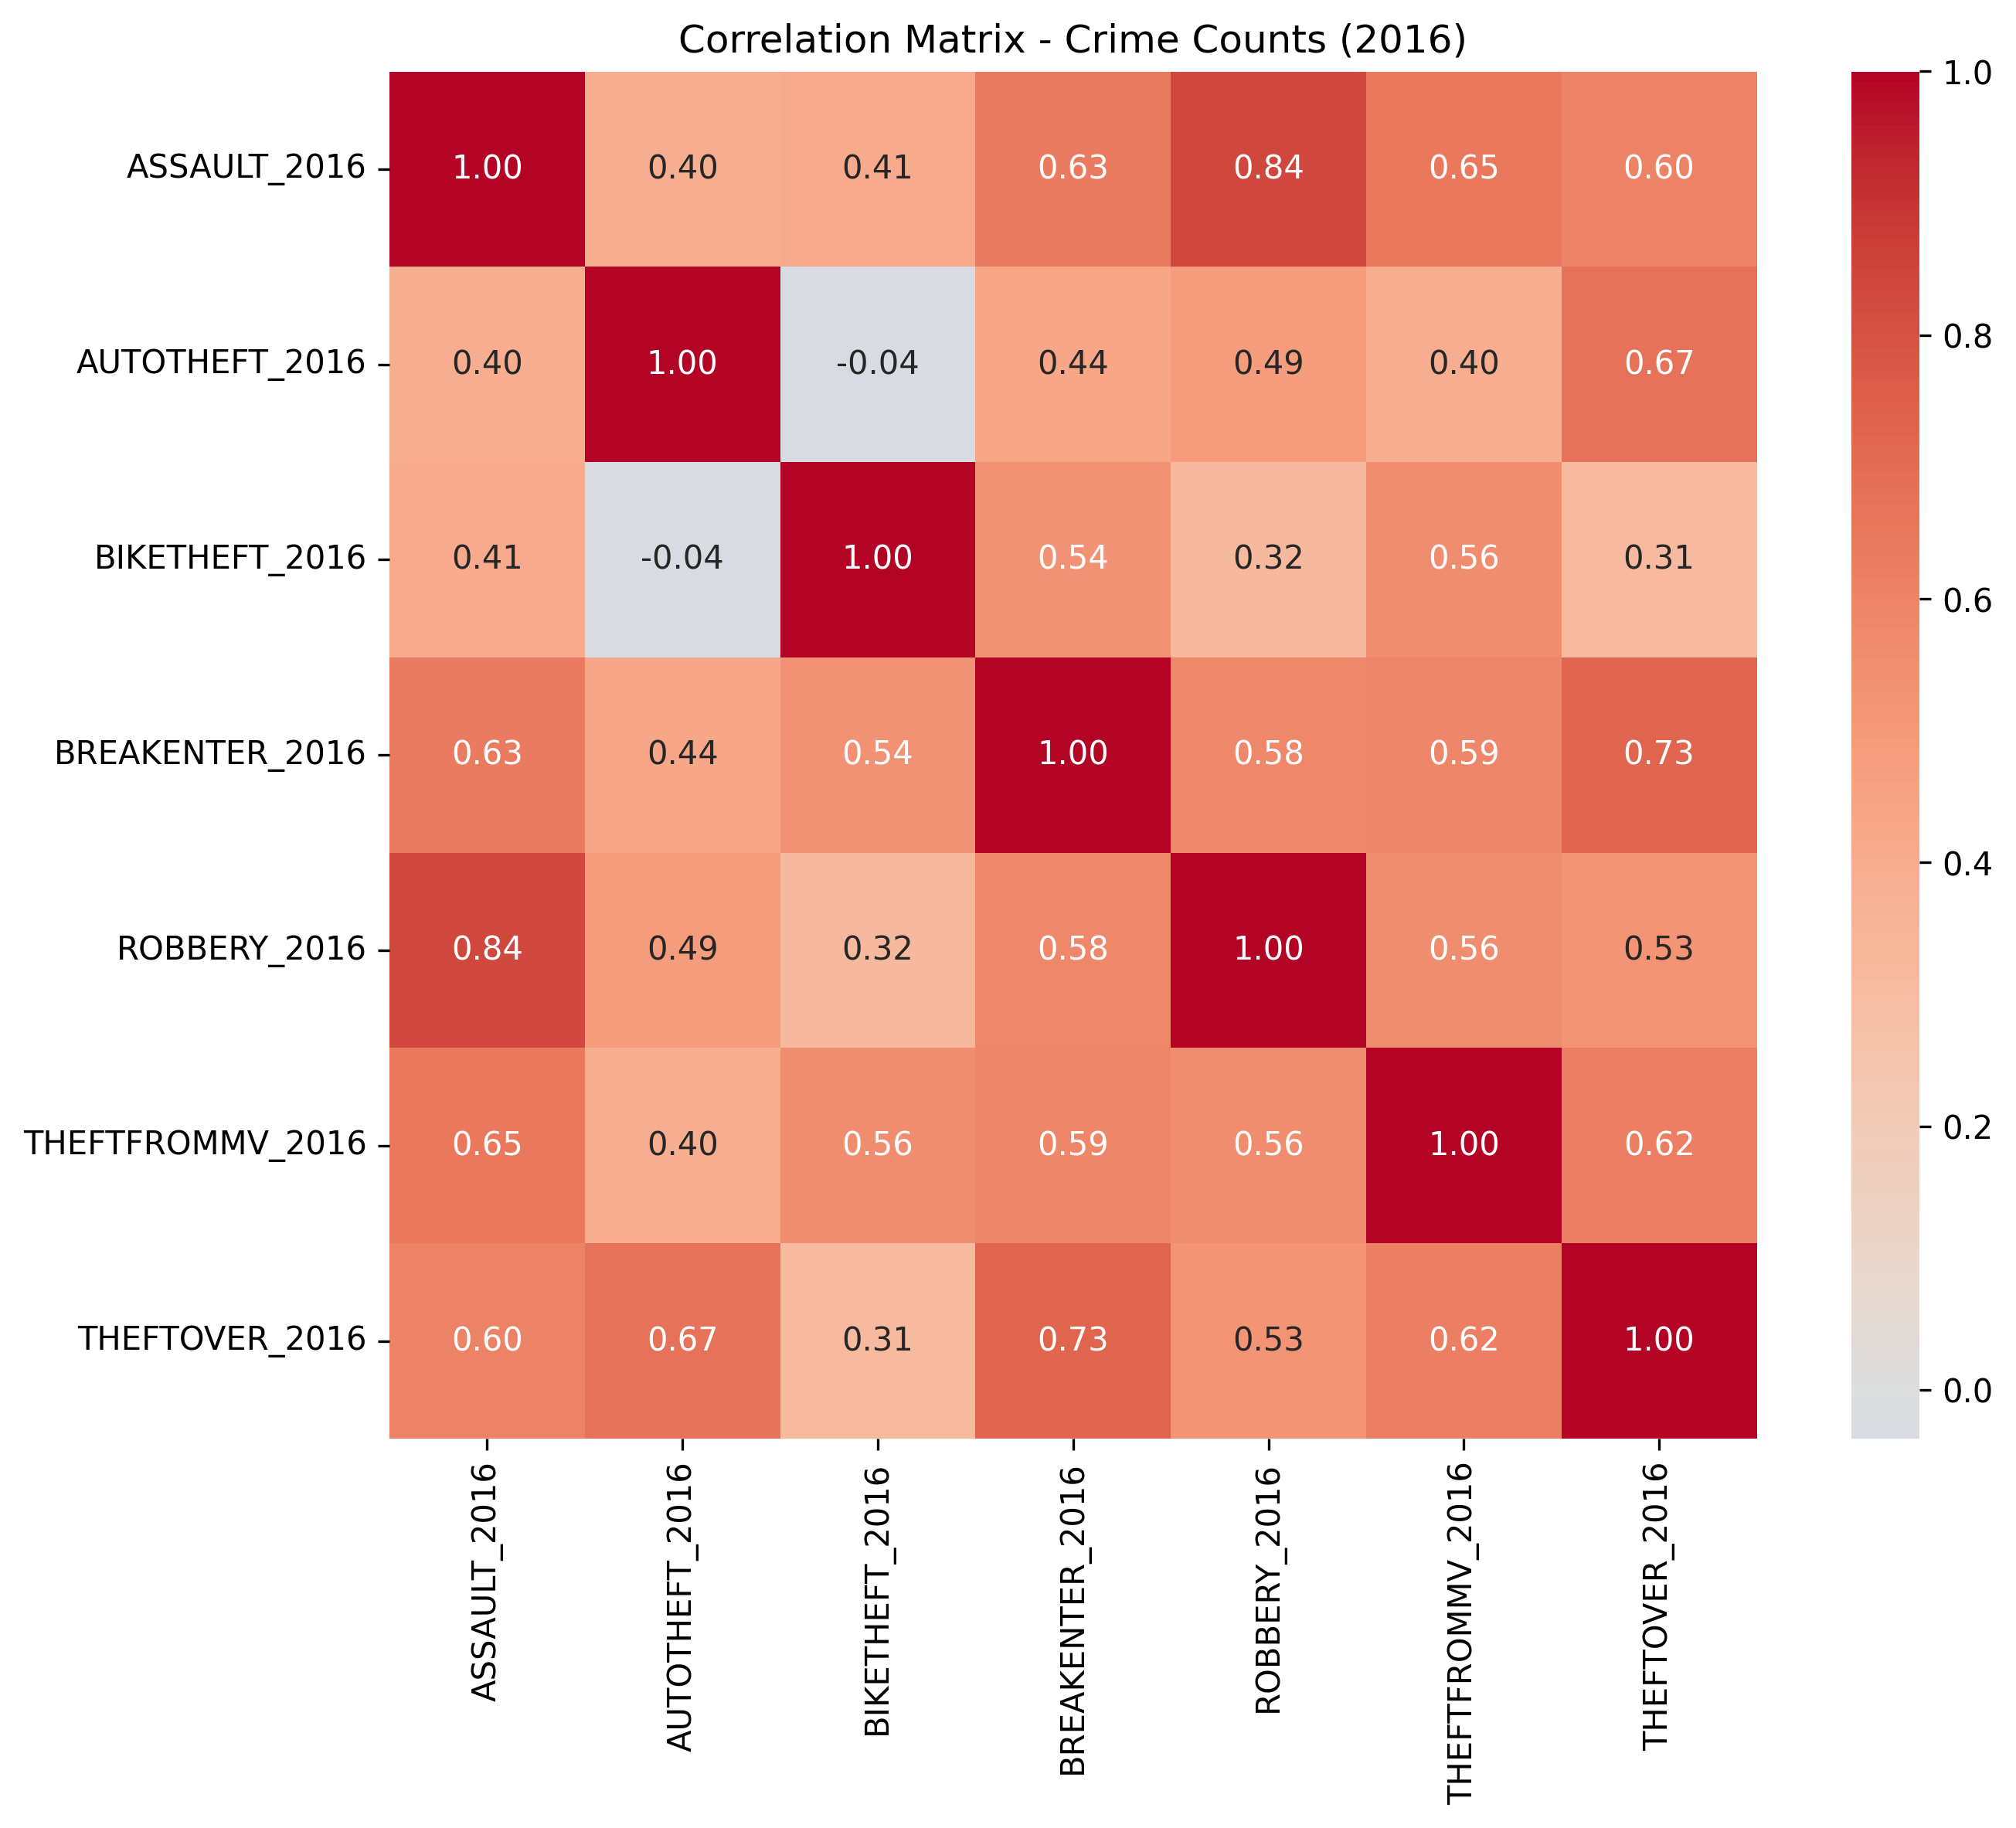 Correlation Matrix - Crime Counts (2016)
ASSAULT_2016 1.00 0.40 0.41 0.63 0.84 0.65 0.60
AUTOTHEFT_2016 0.40 1.00 -0.04 0.44 0.49 0.40 0.67
BIKETHEFT_2016 0.41 -0.04 1.00 0.54 0.32 0.56 0.31
BREAKENTER_2016 0.63 0.44 0.54 1.00 0.58 0.59 0.73
ROBBERY_2016 0.84 0.49 0.32 0.58 1.00 0.56 0.53
THEFTFROMMV_2016 0.65 0.40 0.56 0.59 0.56 1.00 0.62
THEFTOVER_2016 0.60 0.67 0.31 0.73 0.53 0.62 1.00
ASSAULT_2016
AUTOTHEFT_2016
BIKETHEFT_2016
BREAKENTER_2016
ROBBERY_2016
THEFTFROMMV_2016
THEFTOVER_2016
1.0
0.8
0.6
0.4
0.2
0.0